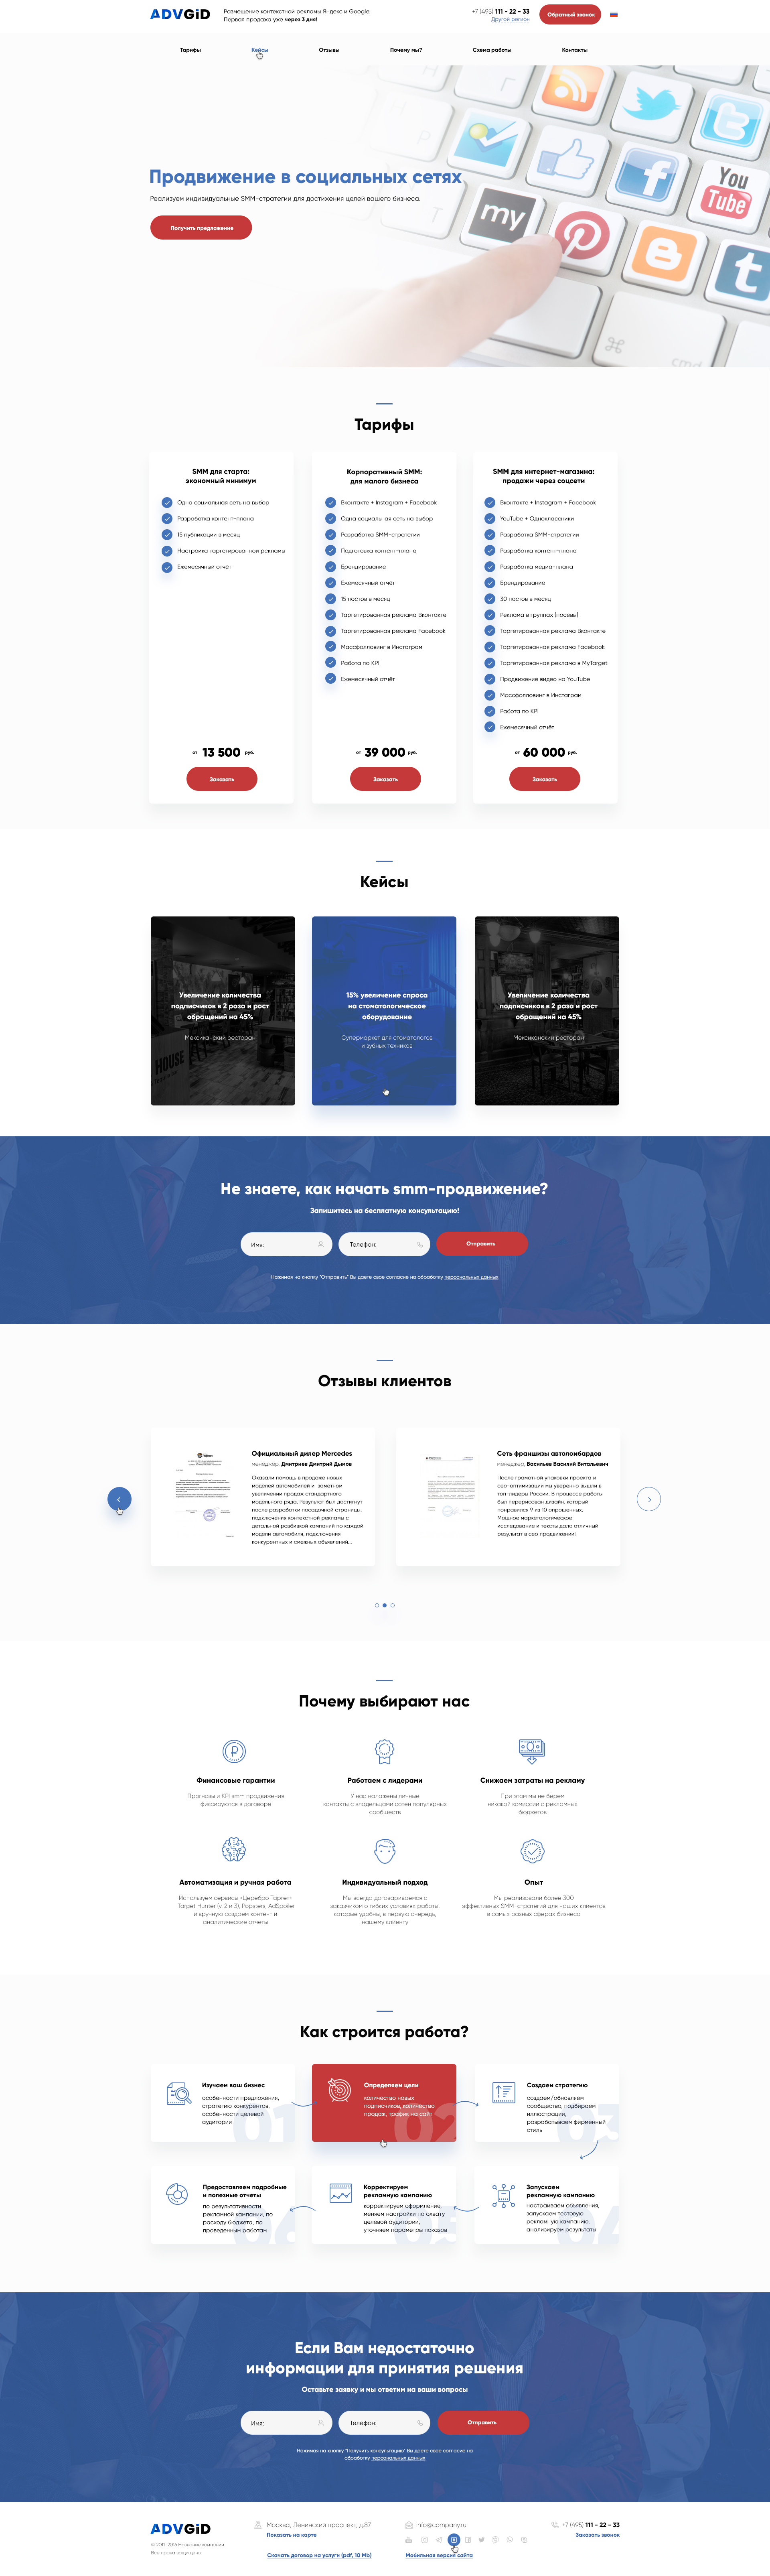 ADVGiD
Размещение контекстной рекламы Яндекс и Google.
Первая продажа уже через 3 дня!
+7 (495) 111 - 22 - 33
Другой регион
Обратный звонок
Тарифы Кейсы Отзывы Почему мы? Схема работы Контакты
Продвижение в социальных сетях
Реализуем индивидуальные SMM-стратегии для достижения целей вашего бизнеса.
Получить предложение
my
You
Tube
cmd
Тарифы
SMM для старта:
экономный минимум
Одна социальная сеть на выбор
Разработка контент-плана
15 публикаций в месяц
Настройка таргетированной рекламы
Ежемесячный отчёт
от 13 500 руб.
Заказать
Корпоративный SMM:
для малого бизнеса
Вконтакте + Instagram + Facebook
Одна социальная сеть на выбор
Разработка SMM-стратегии
Подготовка контент-плана
Брендирование
Ежемесячный отчёт
15 постов в месяц
Таргетированная реклама Вконтакте
Таргетированная реклама Facebook
Массфолловинг в Инстаграм
Работа по KPI
Ежемесячный отчёт
от 39 000 руб.
Заказать
SMM для интернет-магазина:
продажи через соцсети
Вконтакте + Instagram + Facebook
YouTube + Одноклассники
Разработка SMM-стратегии
Разработка контент-плана
Разработка медиа-плана
Брендирование
30 постов в месяц
Реклама в группах (посевы)
Таргетированная реклама Вконтакте
Таргетированная реклама Facebook
Таргетированная реклама в MyTarget
Продвижение видео на YouTube
Массфолловинг в Инстаграм
Работа по KPI
Ежемесячный отчёт
от 60 000 руб.
Заказать
Кейсы
Увеличение количества
подписчиков в 2 раза и рост
обращений на 45%
Мексиканский ресторан
HOUSE
15% увеличение спроса
на стоматологическое
оборудование
Супермаркет для стоматологов
и зубных техников
Увеличение количества
подписчиков в 2 раза и рост
обращений на 45%
Мексиканский ресторан
Не знаете, как начать smm-продвижение?
Запишитесь на бесплатную консультацию!
Имя:
Телефон:
Отправить
Нажимая на кнопку "Отправить" Вы даете свое согласие на обработку персональных данных
Отзывы клиентов
Официальный дилер Mercedes
менеджер, Дмитриев Дмитрий Дымов
Оказали помощь в продаже новых
моделей автомобилей и заметном
увеличении продаж стандартного
модельного ряда. Результат был достигнут
после разработки посадочной страницы,
подключения контекстной рекламы с
детальной разбивкой кампаний по каждой
модели автомобиля, подключения
конкурентных и смежных объявлений...
Сеть франшизы автоломбардов
менеджер, Васильев Василий Витальевич
После грамотной упаковки проекта и
сео-оптимизации мы уверенно вышли в
топ-лидеры России. В процессе работы
был перерисован дизайн, который
понравился 9 из 10 опрошенных.
Мощное маркетологическое
исследование и тексты дало отличный
результат в сео продвижении!
Почему выбирают нас
Финансовые гарантии
Прогнозы и KPI smm продвижения
фиксируются в договоре
Работаем с лидерами
У нас налажены личные
контакты с владельцами сотен популярных
сообществ
Снижаем затраты на рекламу
При этом мы не берем
никакой комиссии с рекламных
бюджетов
Автоматизация и ручная работа
Используем сервисы «Церебро Таргет»
Target Hunter (v. 2 и 3), Popsters, AdSpoiler
и вручную создаем контент и
аналитические отчеты
Индивидуальный подход
Мы всегда договариваемся с
заказчиком о гибких условиях работы,
которые удобны, в первую очередь,
нашему клиенту
Опыт
Мы реализовали более 300
эффективных SMM-стратегий для наших клиентов
в самых разных сферах бизнеса
Как строится работа?
01
Изучаем ваш бизнес
особенности предложения,
стратегию конкурентов,
особенности целевой
аудитории
02
Определяем цели
количество новых
подписчиков, количество
продаж, трафик на сайт
03
Создаем стратегию
создаем/обновляем
сообщество, подбираем
иллюстрации,
разрабатываем фирменный
стиль
06
Предоставляем подробные
и полезные отчеты
по результативности
рекламной кампании, по
расходу бюджета, по
проведенным работам
05
Корректируем
рекламную кампанию
корректируем оформление,
меняем настройки по охвату
целевой аудитории,
уточняем параметры показов
04
Запускаем
рекламную кампанию
настраиваем объявления,
запускаем тестовую
рекламную кампанию,
анализируем результаты
Если Вам недостаточно
информации для принятия решения
Оставьте заявку и мы ответим на ваши вопросы
Имя:
Телефон:
Отправить
Нажимая на кнопку "Получить консультацию" Вы даете свое согласие на
обработку персональных данных
ADVGiD
© 2011-2016 Название компании.
Все права защищены.
Москва, Ленинский проспект, д.87
Показать на карте
Скачать договор на услуги (pdf, 10 Mb)
info@company.ru
Мобильная версия сайта
+7 (495) 111 - 22 - 33
Заказать звонок